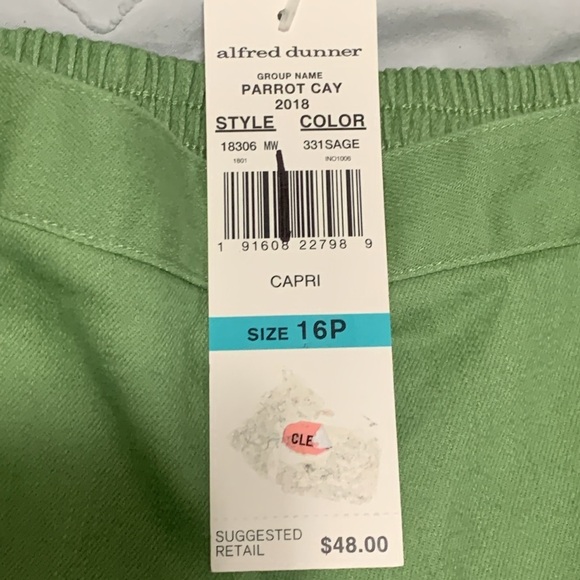 alfred dunner
GROUP NAME
PARROT CAY
2018
STYLE COLOR
18306 MW 331SAGE
1801 INO1006
1 91608 22798 9
CAPRI
SIZE 16P
CLE
SUGGESTED
RETAIL $48.00